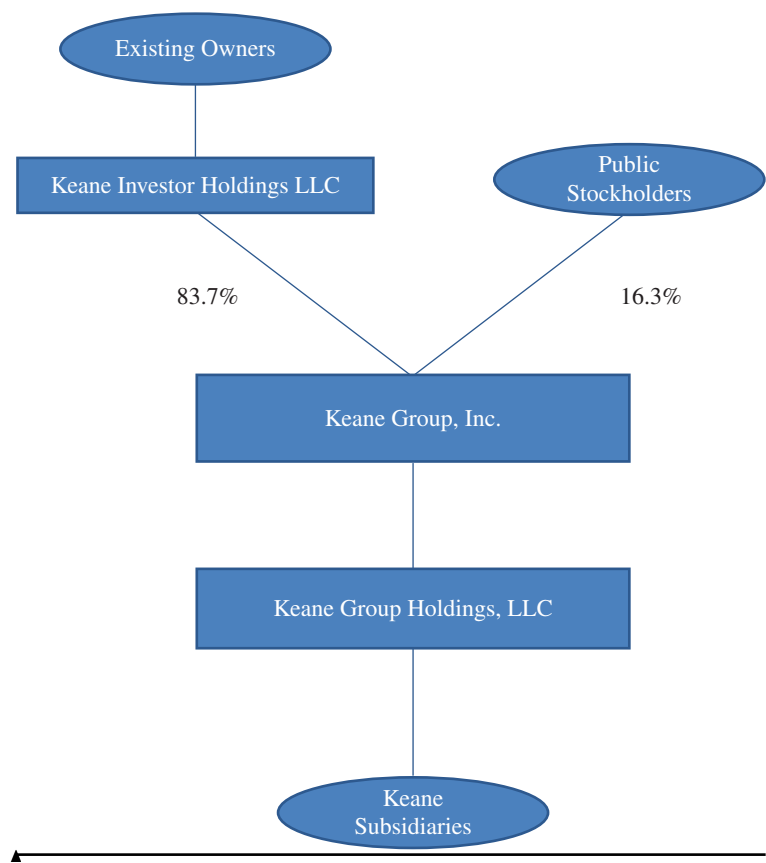 Existing Owners
Keane Investor Holdings LLC
Public
Stockholders
83.7%
16.3%
Keane Group, Inc.
Keane Group Holdings, LLC
Keane
Subsidiaries